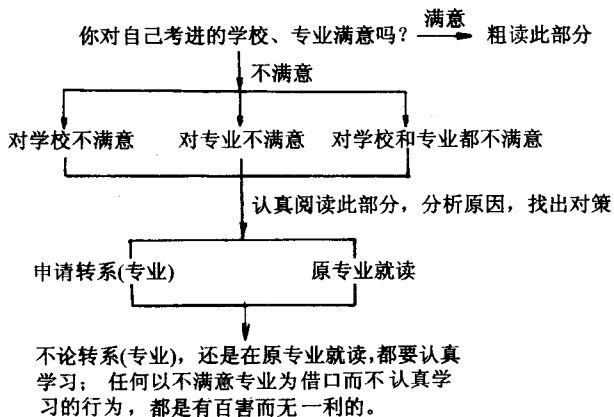 你对自己考进的学校、专业满意吗? 满意 粗读此部分
不满意
对学校不满意 对专业不满意 对学校和专业都不满意
认真阅读此部分，分析原因，找出对策
申请转系(专业) 原专业就读
不论转系(专业)，还是在原专业就读,都要认真
学习；任何以不满意专业为借口而不认真学
习的行为，都是有百害而无一利的。